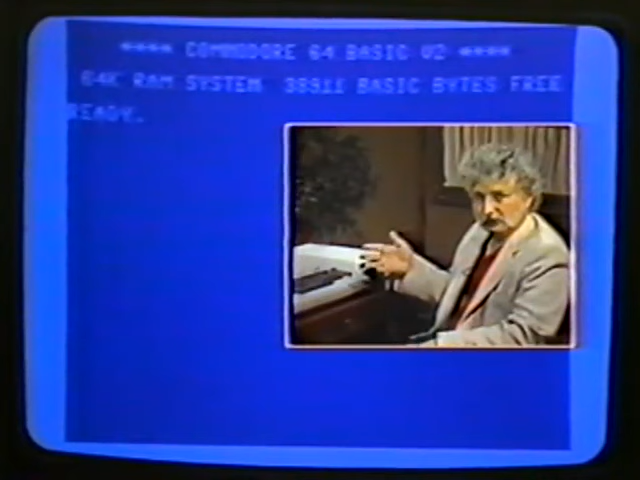 **** COMMODORE 64 BASIC V2 ****
64K RAM SYSTEM 38911 BASIC BYTES FREE
READY.